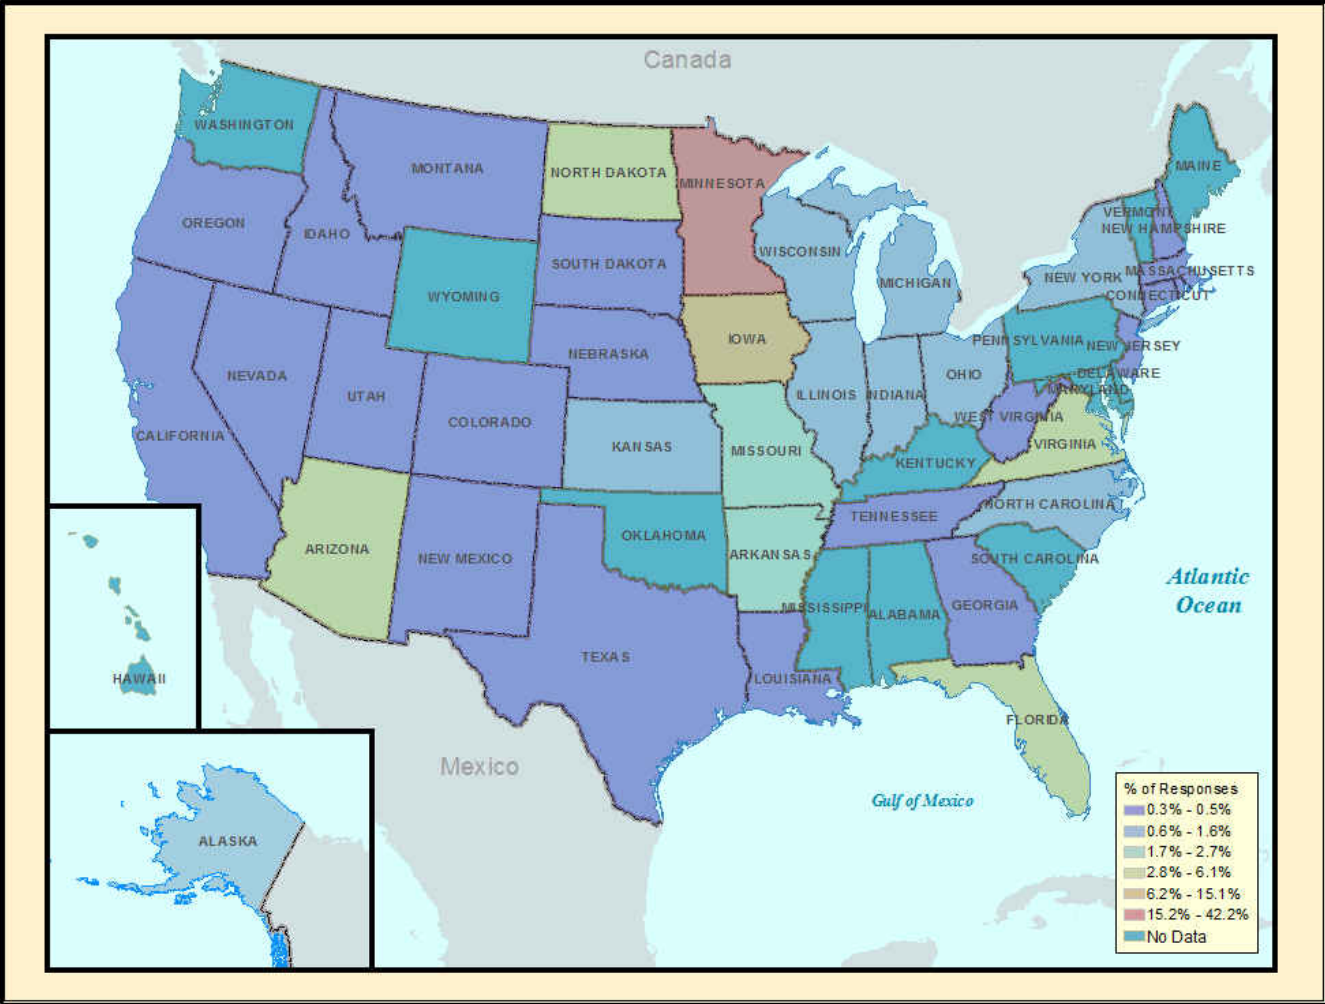 Canada
WASHINGTON
MONTANA
NORTH DAKOTA
MINNESOTA
MAINE
OREGON
IDAHO
VERMONT
NEW HAMPSHIRE
WISCONSIN
SOUTH DAKOTA
MICHIGAN
NEW YORK
MASSACHUSETTS
WYOMING
CONNECTICUT
IOWA
PENNSYLVANIA
NEW JERSEY
NEBRASKA
NEVADA
OHIO
DELAWARE
MARYLAND
UTAH
ILLINOIS
INDIANA
COLORADO
WEST VIRGINIA
CALIFORNIA
KANSAS
MISSOURI
VIRGINIA
KENTUCKY
NORTH CAROLINA
TENNESSEE
OKLAHOMA
ARIZONA
NEW MEXICO
ARKANSAS
SOUTH CAROLINA
Atlantic
Ocean
MISSISSIPPI
ALABAMA
GEORGIA
TEXAS
HAWAII
LOUISIANA
FLORIDA
Mexico
Gulf of Mexico
ALASKA
% of Responses
0.3% - 0.5%
0.6% - 1.6%
1.7% - 2.7%
2.8% - 6.1%
6.2% - 15.1%
15.2% - 42.2%
No Data